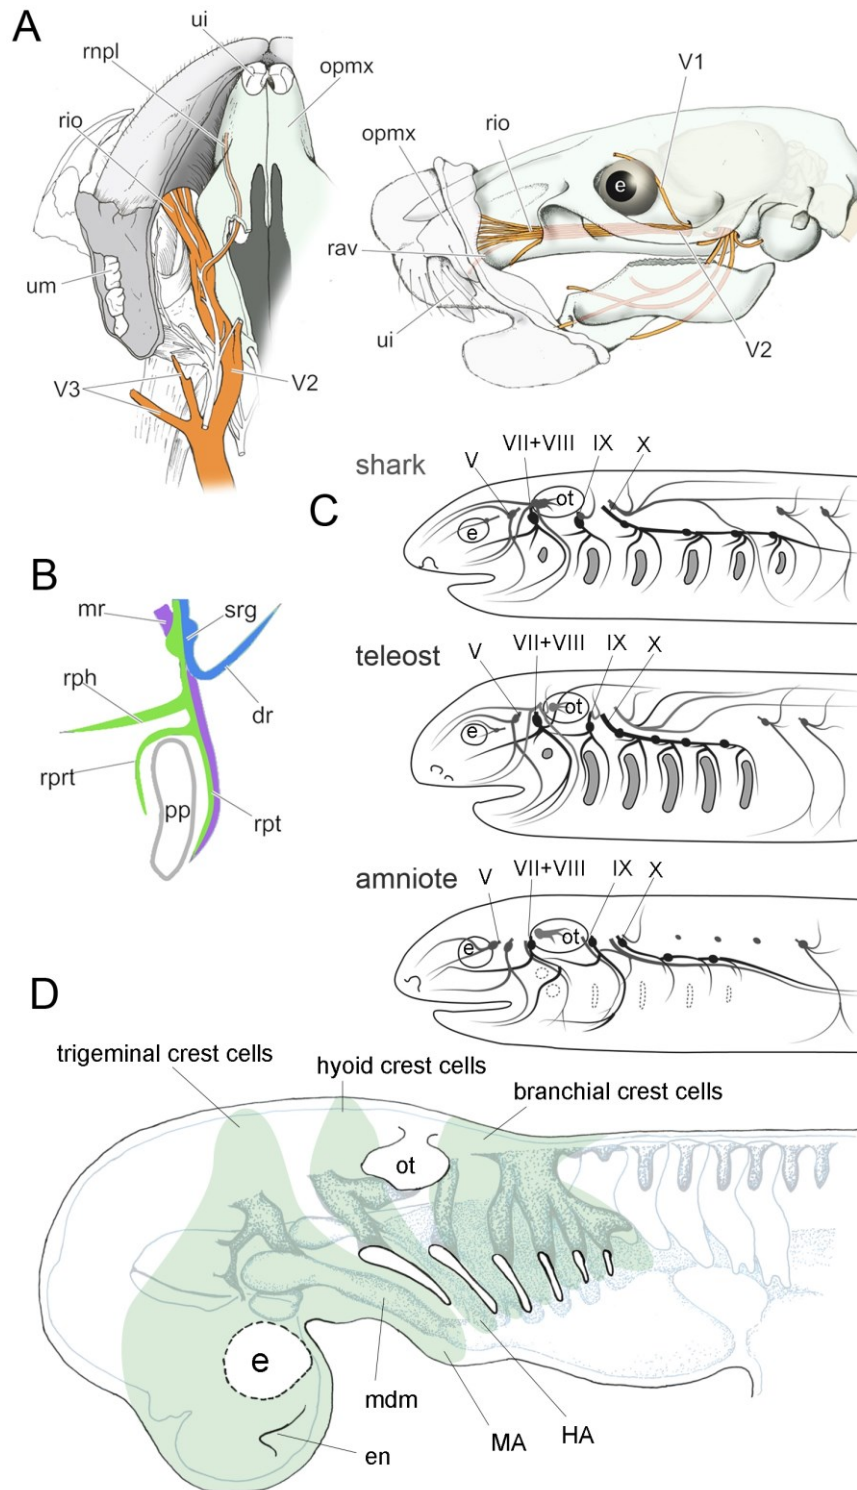 A
ui
rnpl
opmx
rio
um
V3
V2
V1
opmx
rio
e
rav
ui
V2
C
shark
V
VII+VIII
IX
X
ot
e
teleost
V
VII+VIII
IX
X
ot
e
amniote
V
VII+VIII
IX
X
ot
e
B
mr
srg
rph
dr
rprt
pp
rpt
D
trigeminal crest cells
hyoid crest cells
branchial crest cells
ot
e
mdm
en
MA
HA